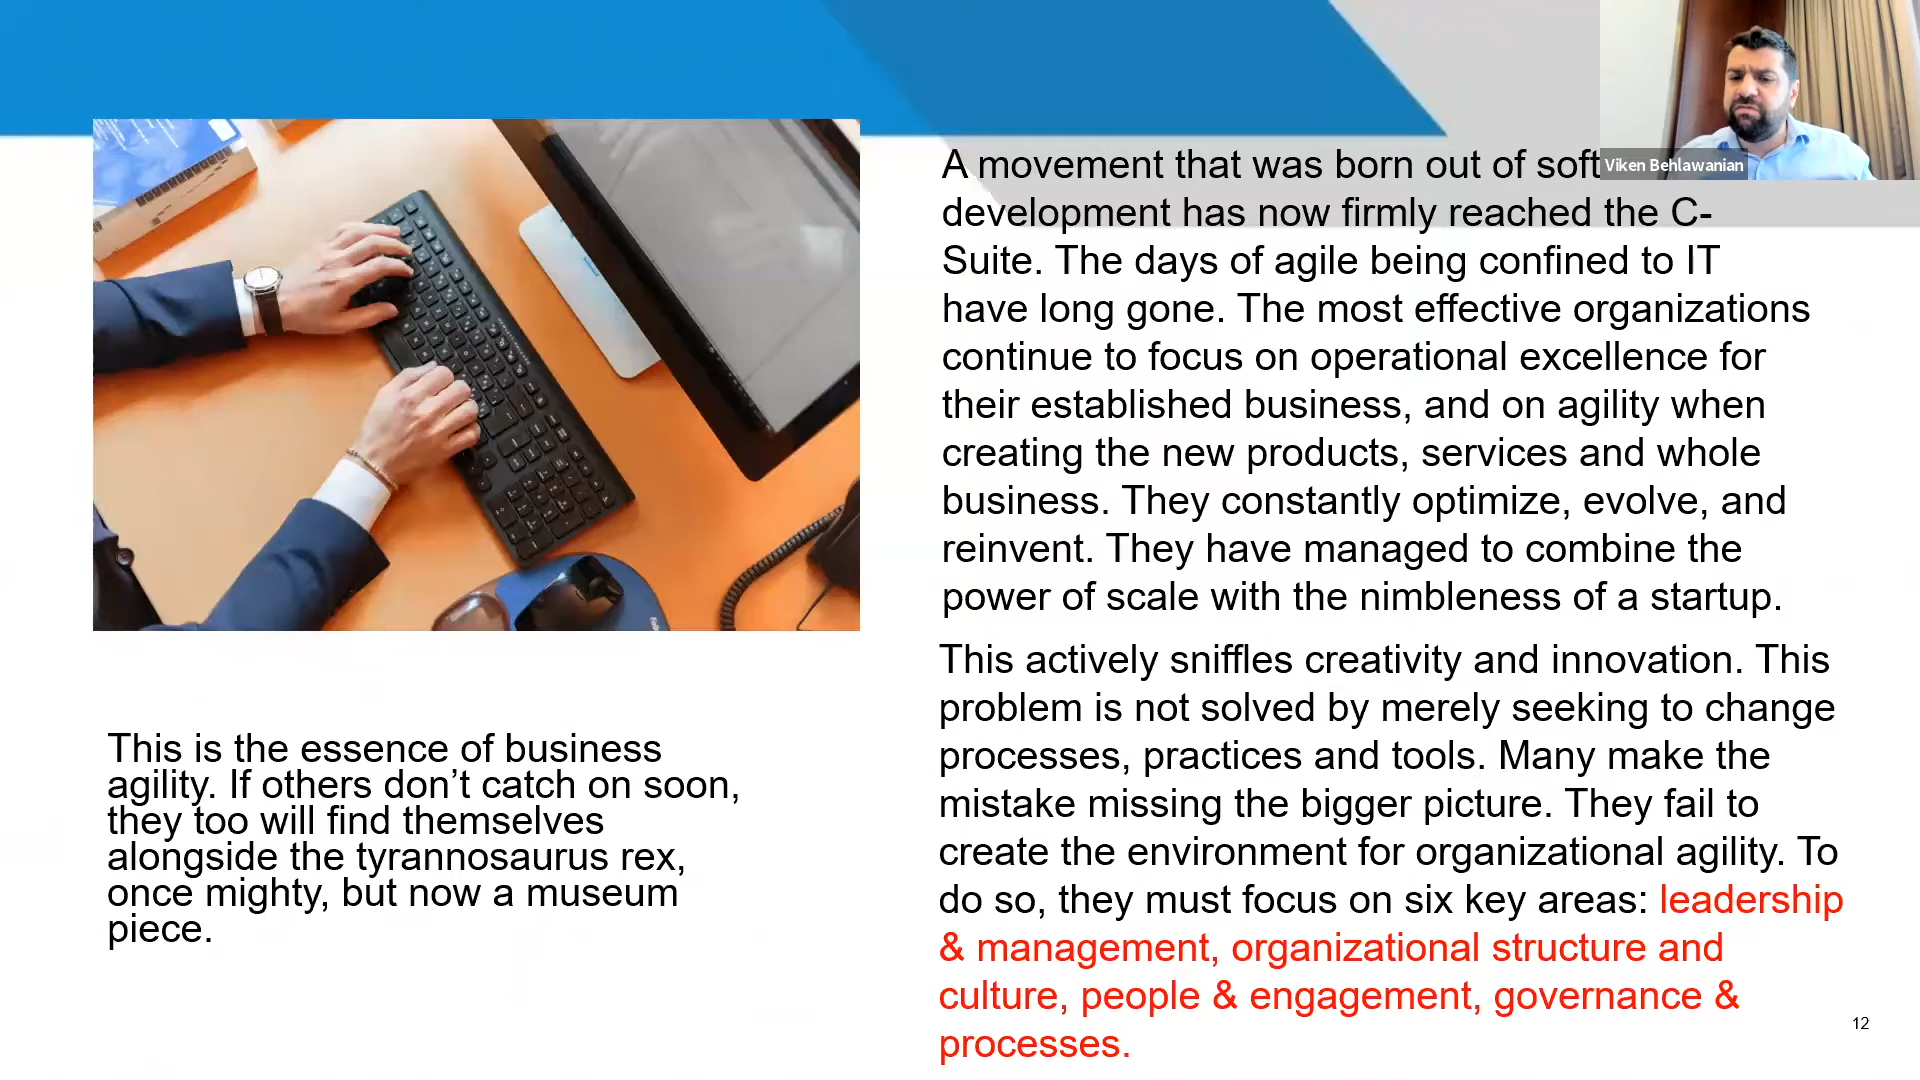 Viken Behlawanian
A movement that was born out of soft
development has now firmly reached the C-
Suite. The days of agile being confined to IT
have long gone. The most effective organizations
continue to focus on operational excellence for
their established business, and on agility when
creating the new products, services and whole
business. They constantly optimize, evolve, and
reinvent. They have managed to combine the
power of scale with the nimbleness of a startup.
This actively sniffles creativity and innovation. This
problem is not solved by merely seeking to change
processes, practices and tools. Many make the
mistake missing the bigger picture. They fail to
create the environment for organizational agility. To
do so, they must focus on six key areas: leadership
& management, organizational structure and
culture, people & engagement, governance &
processes.
This is the essence of business
agility. If others don’t catch on soon,
they too will find themselves
alongside the tyrannosaurus rex,
once mighty, but now a museum
piece.
12